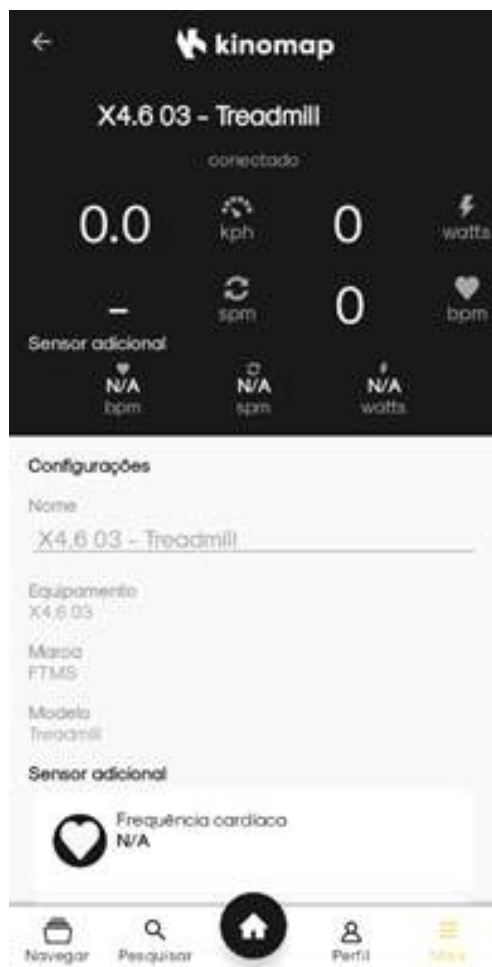 kinomap
X4.6 03 - Treadmill
conectado
0.0 kph 0 watts
- spm 0 bpm
Sensor adicional
N/A N/A N/A
bpm spm watts
Configurações
Nome
X4.6 03 - Treadmill
Equipamento
X4.6 03
Marca
FTMS
Modelo
Treadmill
Sensor adicional
Frequência cardíaca
N/A
Navegar Pesquisar Perfil Mais